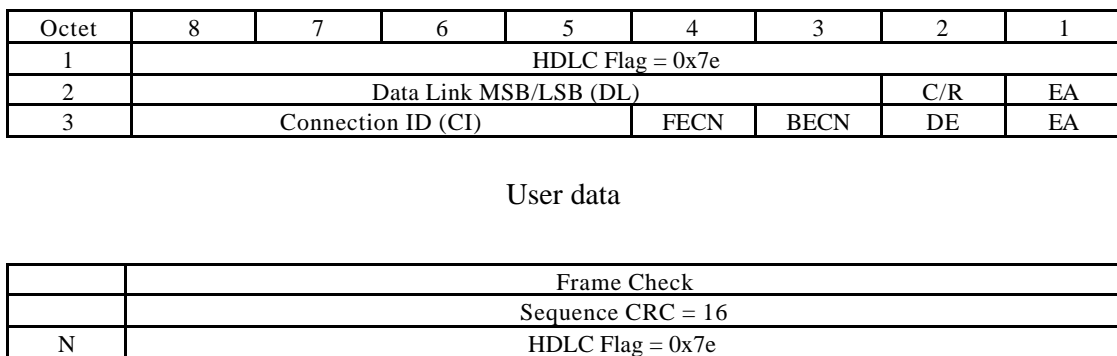 Octet 8 7 6 5 4 3 2 1
1 HDLC Flag = 0x7e
2 Data Link MSB/LSB (DL) C/R EA
3 Connection ID (CI) FECN BECN DE EA
User data
Frame Check
Sequence CRC = 16
N HDLC Flag = 0x7e